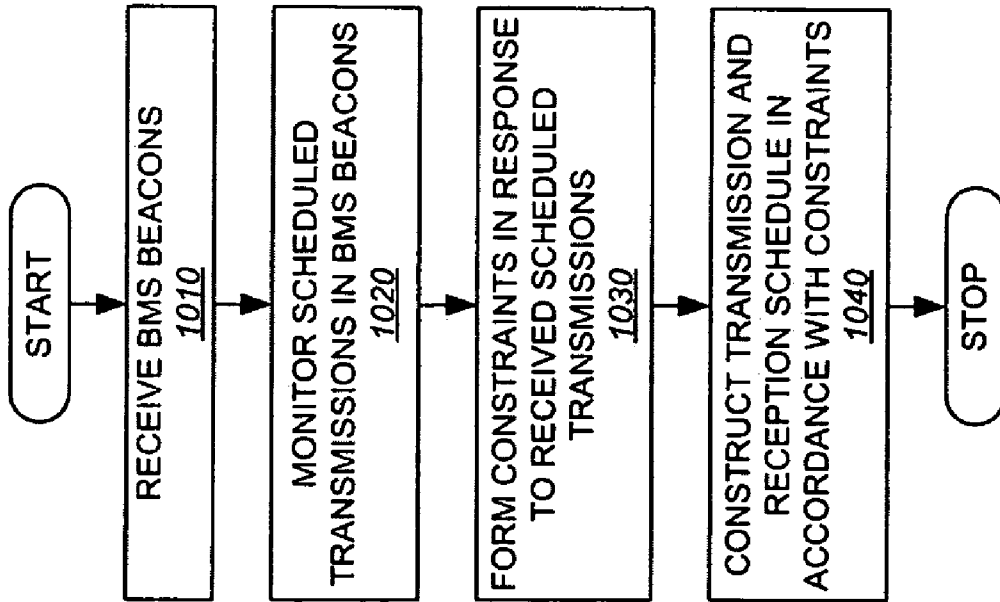 START
RECEIVE BMS BEACONS
1010
MONITOR SCHEDULED
TRANSMISSIONS IN BMS BEACONS
1020
FORM CONSTRAINTS IN RESPONSE
TO RECEIVED SCHEDULED
TRANSMISSIONS
1030
CONSTRUCT TRANSMISSION AND
RECEPTION SCHEDULE IN
ACCORDANCE WITH CONSTRAINTS
1040
STOP